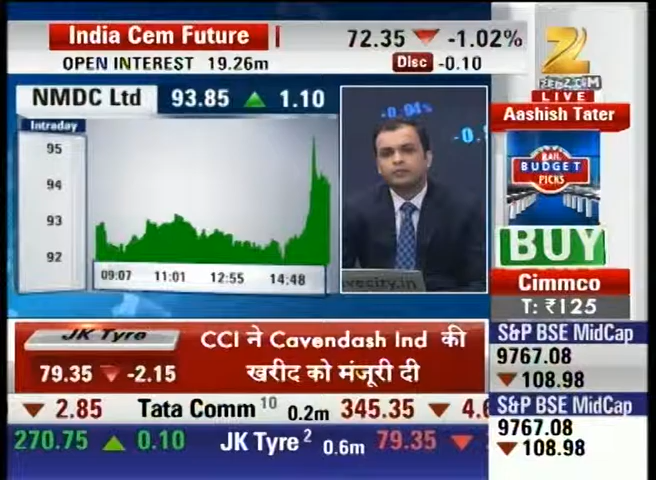 India Cem Future
72.35 -1.02%
OPEN INTEREST 19.26m
Disc -0.10
LIVE
Aashish Tater
NMDC Ltd 93.85 1.10
Intraday
95
94
93
92
09:07 11:01 12:55 14:48
-0.94%
RAIL
BUDGET
PICKS
BUY
Cimmco
T: ₹125
JK Tyre
79.35 -2.15
CCI ने Cavendash Ind की
खरीद को मंजूरी दी
S&P BSE MidCap
9767.08
108.98
2.85 Tata Comm 10 0.2m 345.35
S&P BSE MidCap
9767.08
108.98
270.75 0.10 JK Tyre 2 0.6m 79.35